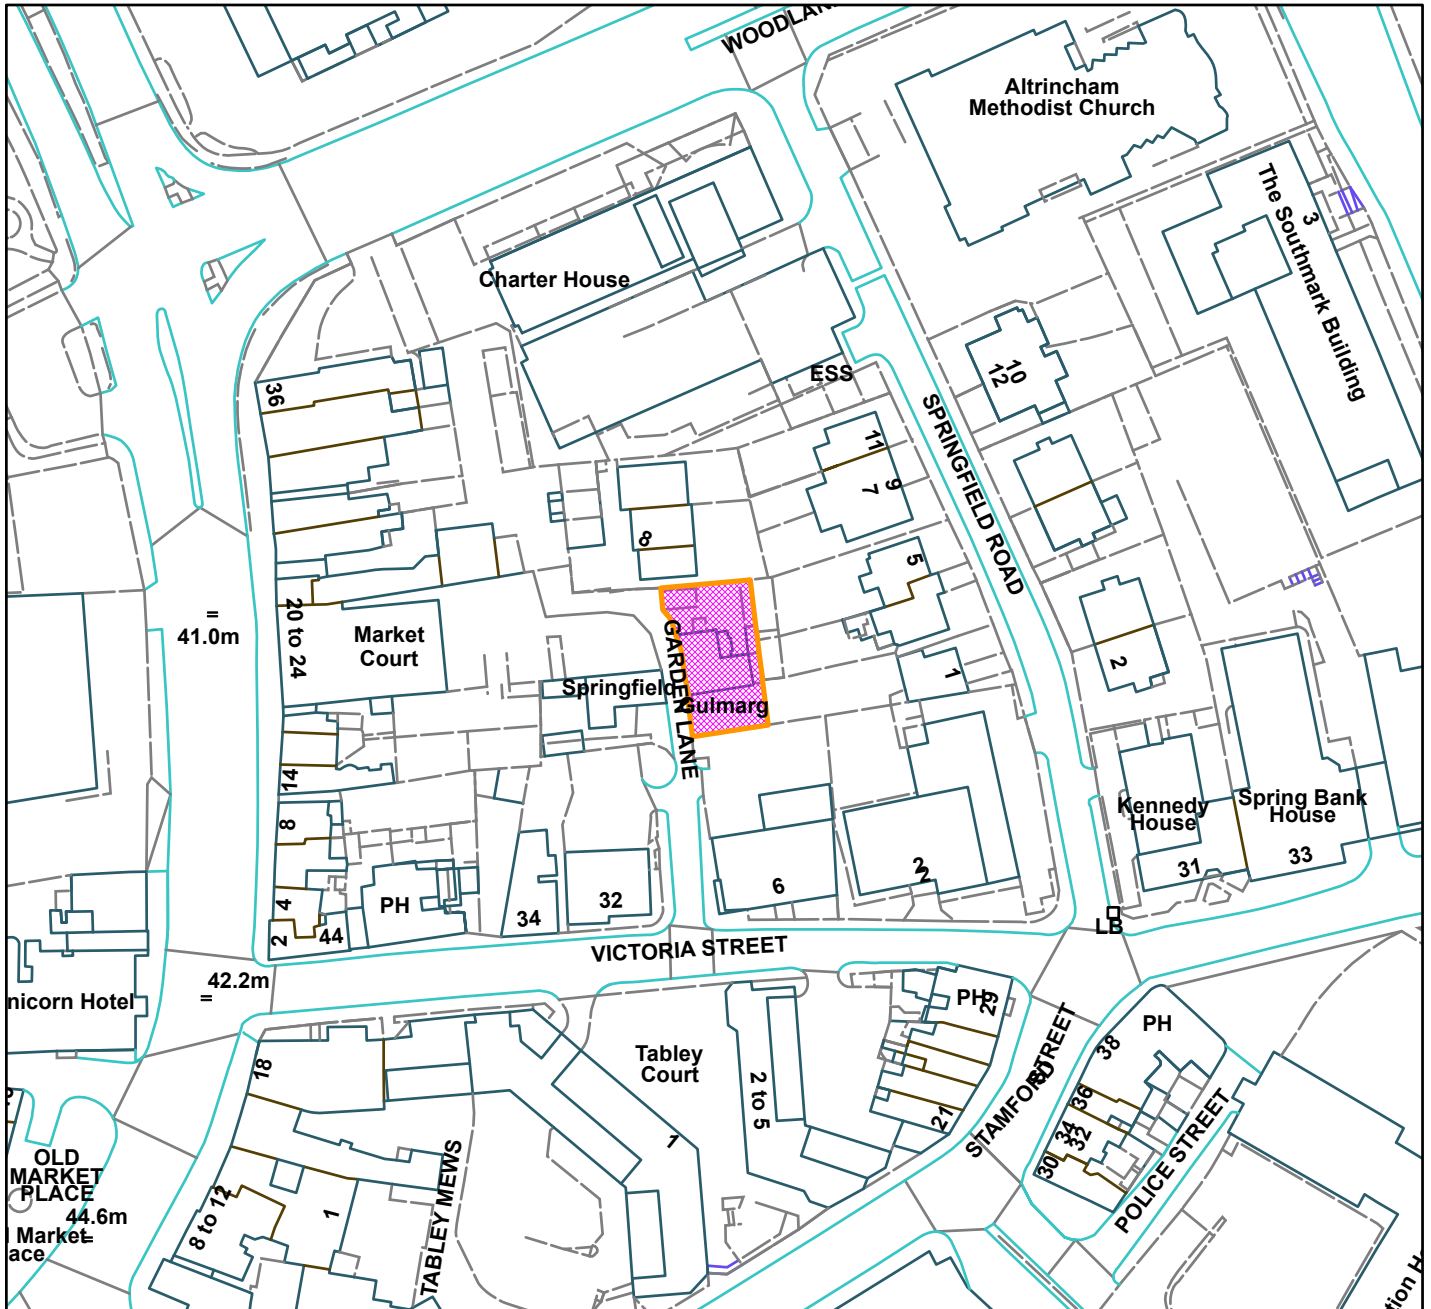 WOODLAN
Altrincham
Methodist Church
The Southmark Building
3
Charter House
ESS
36
10
12
SPRINGFIELD ROAD
11
9
7
8
5
41.0m
20 to 24
Market
Court
GARDEN LANE
Springfield
Gulmarg
1
2
14
8
Kennedy
House
Spring Bank
House
31
33
4
PH
2
44
34
32
6
22
LB
VICTORIA STREET
42.2m
nicorn Hotel
PH
29
PH
38
18
Tabley
Court
2 to 5
1
21
STAMFORD STREET
36
34
32
30
POLICE STREET
OLD
MARKET
PLACE
44.6m
l Market
ace
8 to 12
1
TABLEY MEWS
tion H